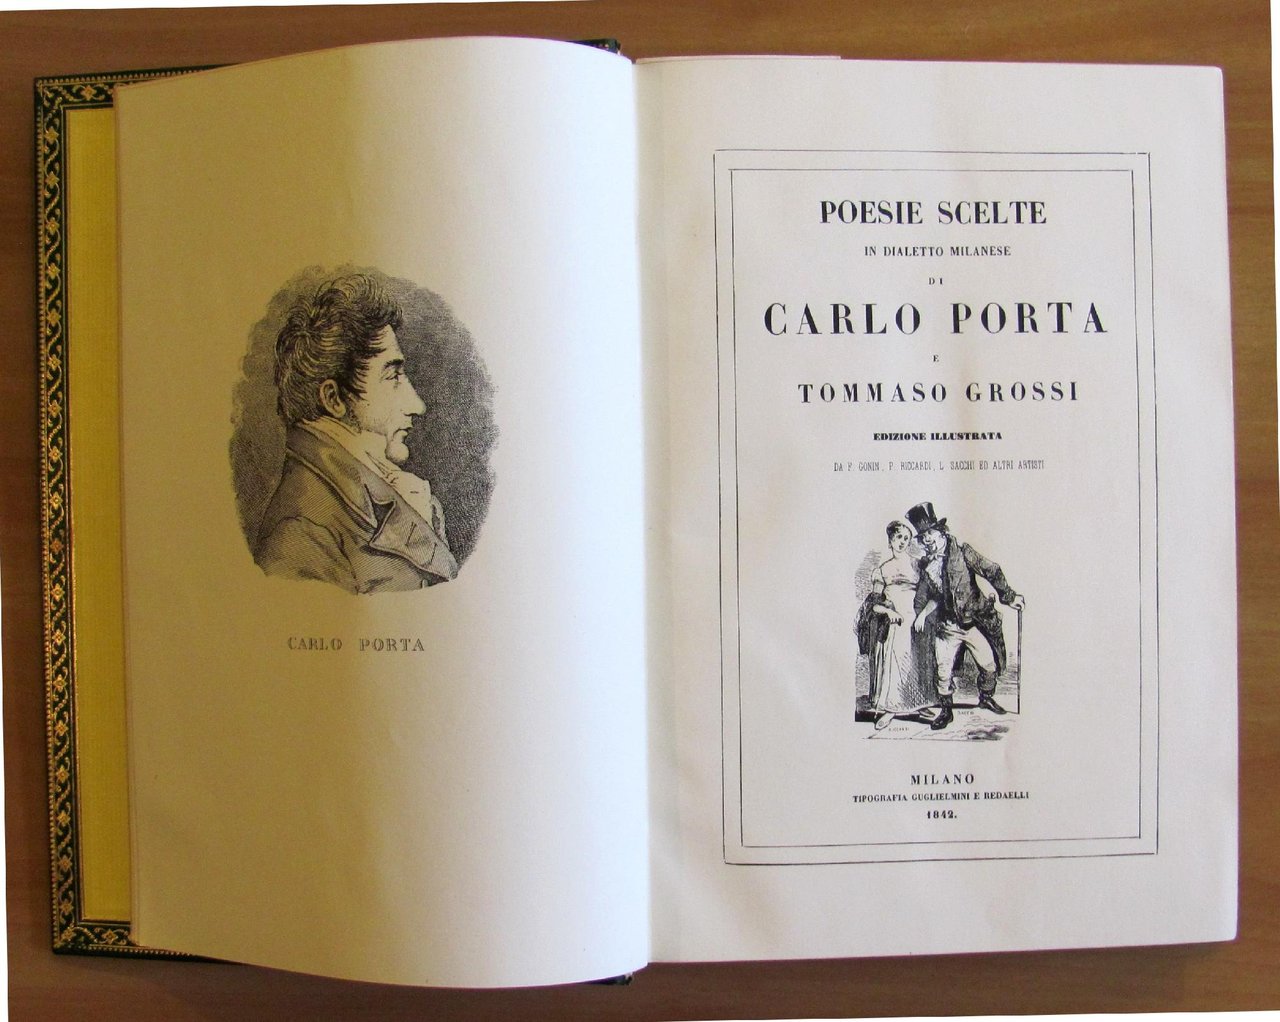 CARLO PORTA
POESIE SCELTE
IN DIALETTO MILANESE
DI
CARLO PORTA
E
TOMMASO GROSSI
EDIZIONE ILLUSTRATA
DA F. GONIN, P. RICCARDI, L. SACCHI ED ALTRI ARTISTI
MILANO
TIPOGRAFIA GUGLIELMINI E REDAELLI
1842.